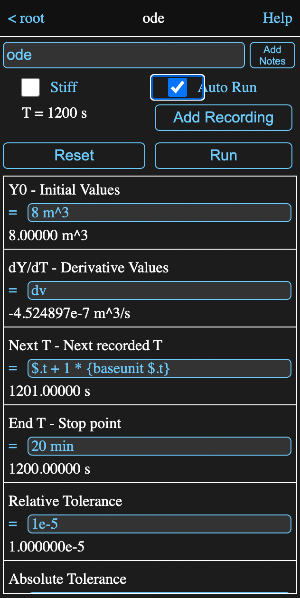 < root ode Help
ode Add Notes
Stiff Auto Run
T = 1200 s Add Recording
Reset Run
Y0 - Initial Values
= 8 m^3
8.00000 m^3
dY/dT - Derivative Values
= dv
-4.524897e-7 m^3/s
Next T - Next recorded T
= $.t + 1 * {baseunit $.t}
1201.00000 s
End T - Stop point
= 20 min
1200.00000 s
Relative Tolerance
= 1e-5
1.000000e-5
Absolute Tolerance